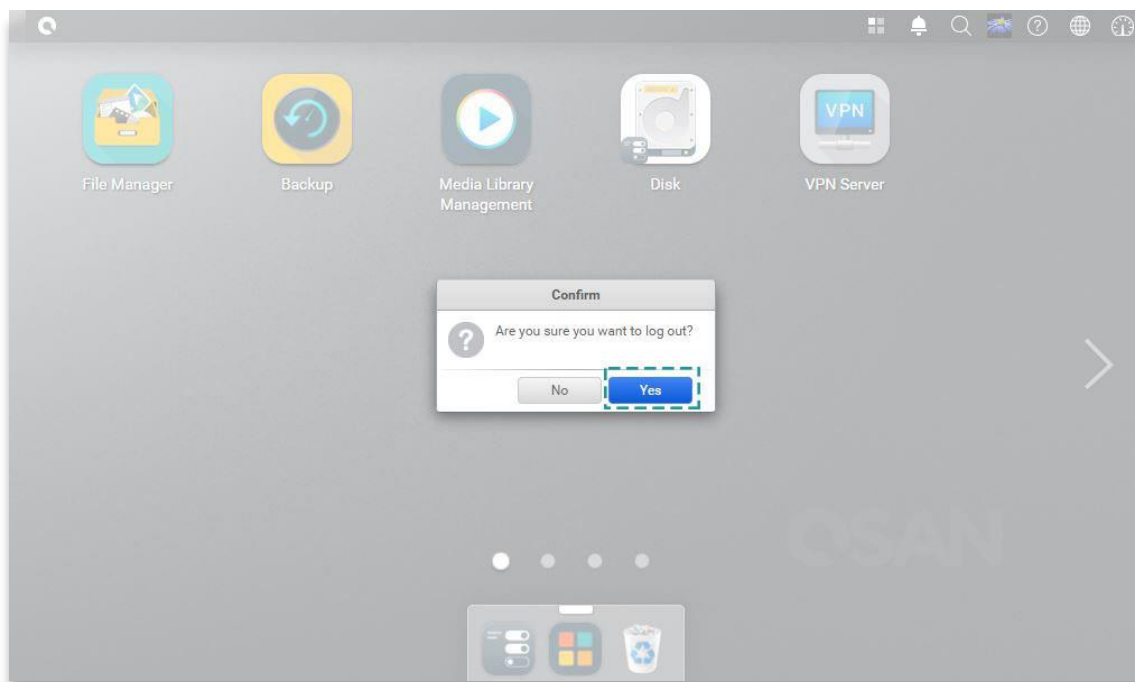 VPN
File Manager
Backup
Media Library
Management
Disk
VPN Server
Confirm
?
Are you sure you want to log out?
No
Yes
QSAN